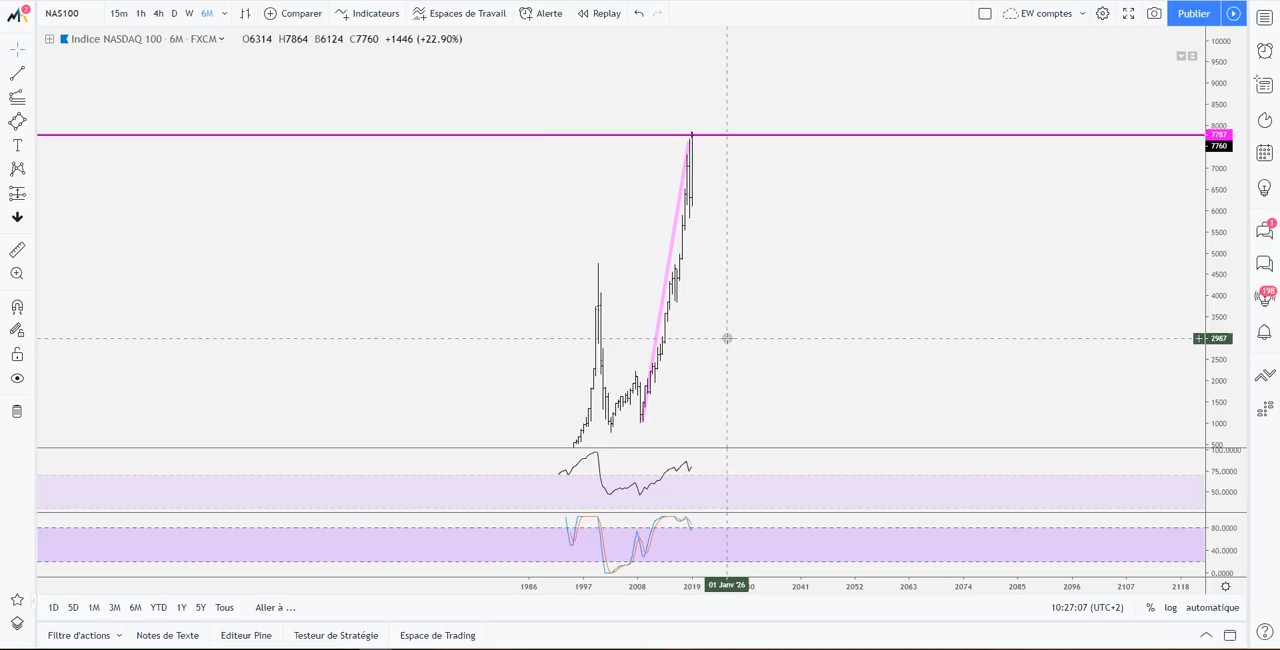 7
NAS100
15m 1h 4h D W 6M
Comparer
Indicateurs
Espaces de Travail
Alerte
Replay
EW comptes
Publier
Indice NASDAQ 100 · 6M · FXCM
O6314 H7864 B6124 C7760 +1446 (+22.90%)
10000
9500
9000
8500
8000
7787
7760
7000
6500
6000
5500
5000
4500
4000
3500
2987
2500
2000
1500
1000
500
100.0000
75.0000
50.0000
80.0000
40.0000
0.0000
1986 1997 2008 2019 01 Janv '26 2041 2052 2063 2074 2085 2096 2107 2118
1D 5D 1M 3M 6M YTD 1Y 5Y Tous
Aller à ...
10:27:07 (UTC+2)
% log automatique
Filtre d'actions
Notes de Texte
Editeur Pine
Testeur de Stratégie
Espace de Trading
1
198